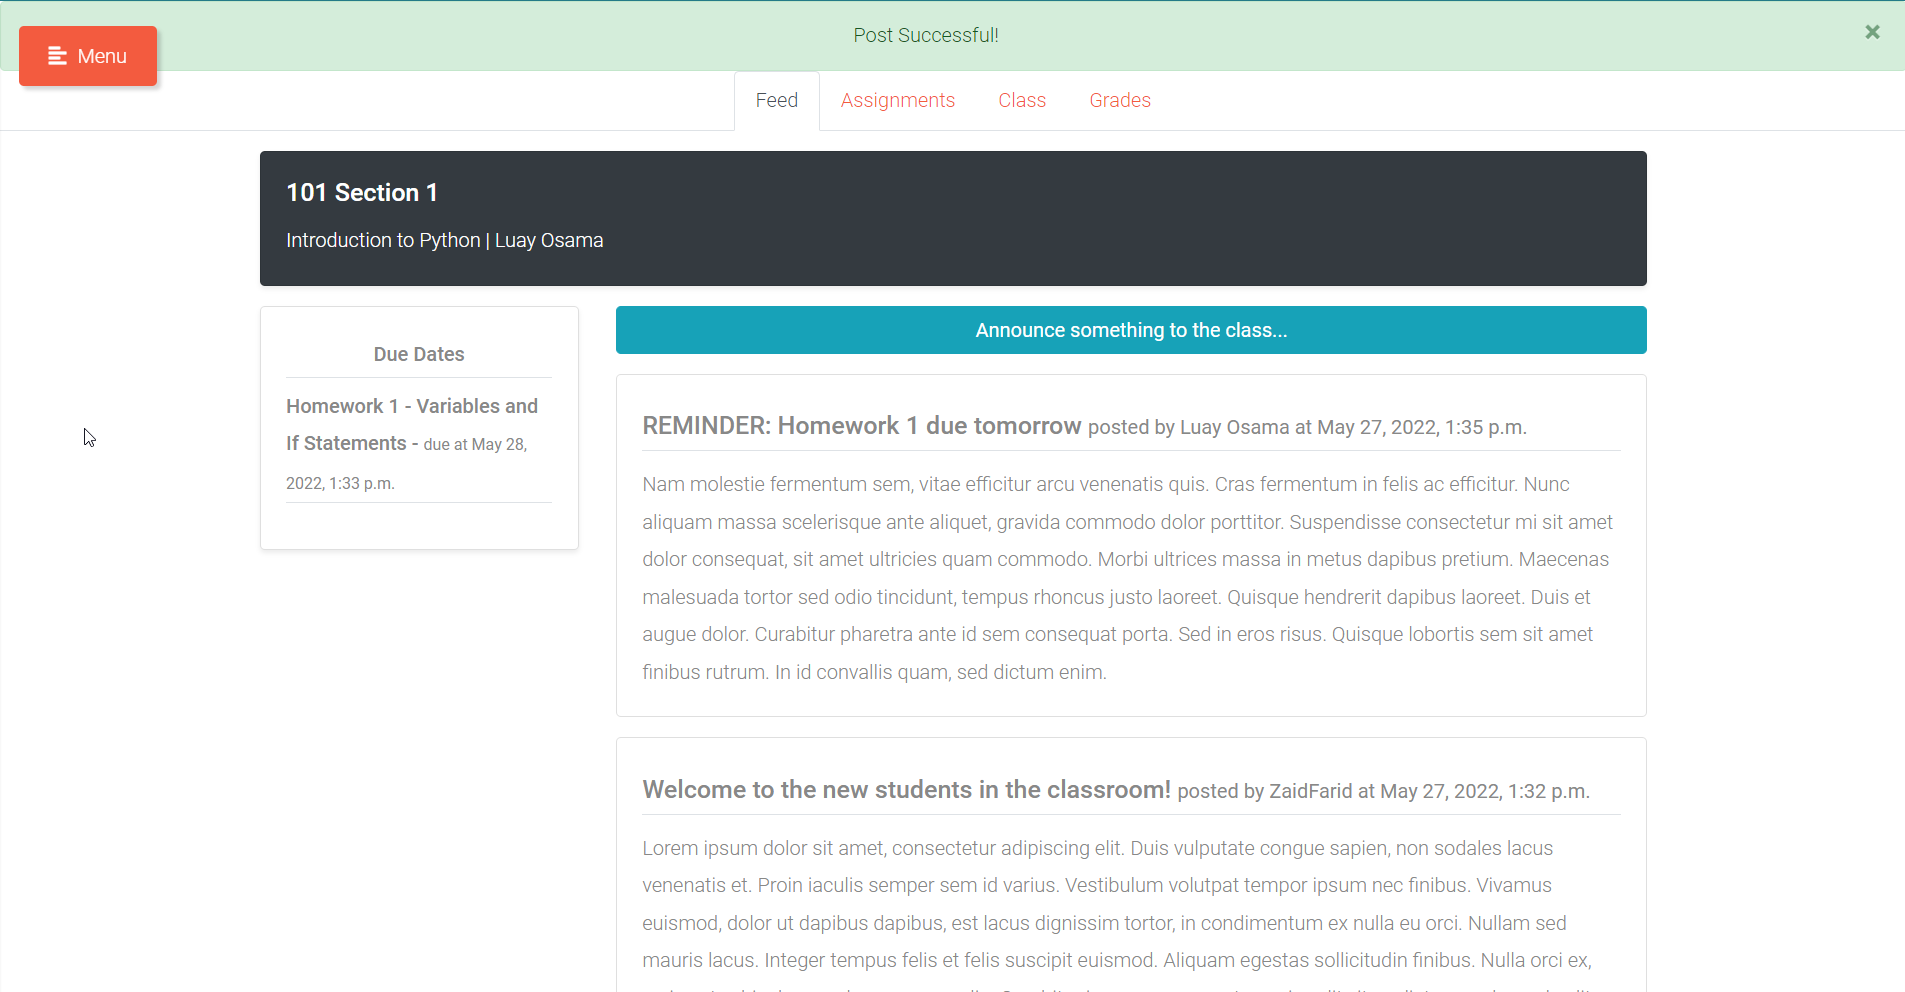 Post Successful!
×
Menu
Feed Assignments Class Grades
101 Section 1
Introduction to Python | Luay Osama
Due Dates
Homework 1 - Variables and
If Statements - due at May 28,
2022, 1:33 p.m.
Announce something to the class...
REMINDER: Homework 1 due tomorrow posted by Luay Osama at May 27, 2022, 1:35 p.m.
Nam molestie fermentum sem, vitae efficitur arcu venenatis quis. Cras fermentum in felis ac efficitur. Nunc
aliquam massa scelerisque ante aliquet, gravida commodo dolor porttitor. Suspendisse consectetur mi sit amet
dolor consequat, sit amet ultricies quam commodo. Morbi ultrices massa in metus dapibus pretium. Maecenas
malesuada tortor sed odio tincidunt, tempus rhoncus justo laoreet. Quisque hendrerit dapibus laoreet. Duis et
augue dolor. Curabitur pharetra ante id sem consequat porta. Sed in eros risus. Quisque lobortis sem sit amet
finibus rutrum. In id convallis quam, sed dictum enim.
Welcome to the new students in the classroom! posted by ZaidFarid at May 27, 2022, 1:32 p.m.
Lorem ipsum dolor sit amet, consectetur adipiscing elit. Duis vulputate congue sapien, non sodales lacus
venenatis et. Proin iaculis semper sem id varius. Vestibulum volutpat tempor ipsum nec finibus. Vivamus
euismod, dolor ut dapibus dapibus, est lacus dignissim tortor, in condimentum ex nulla eu orci. Nullam sed
mauris lacus. Integer tempus felis et felis suscipit euismod. Aliquam egestas sollicitudin finibus. Nulla orci ex,